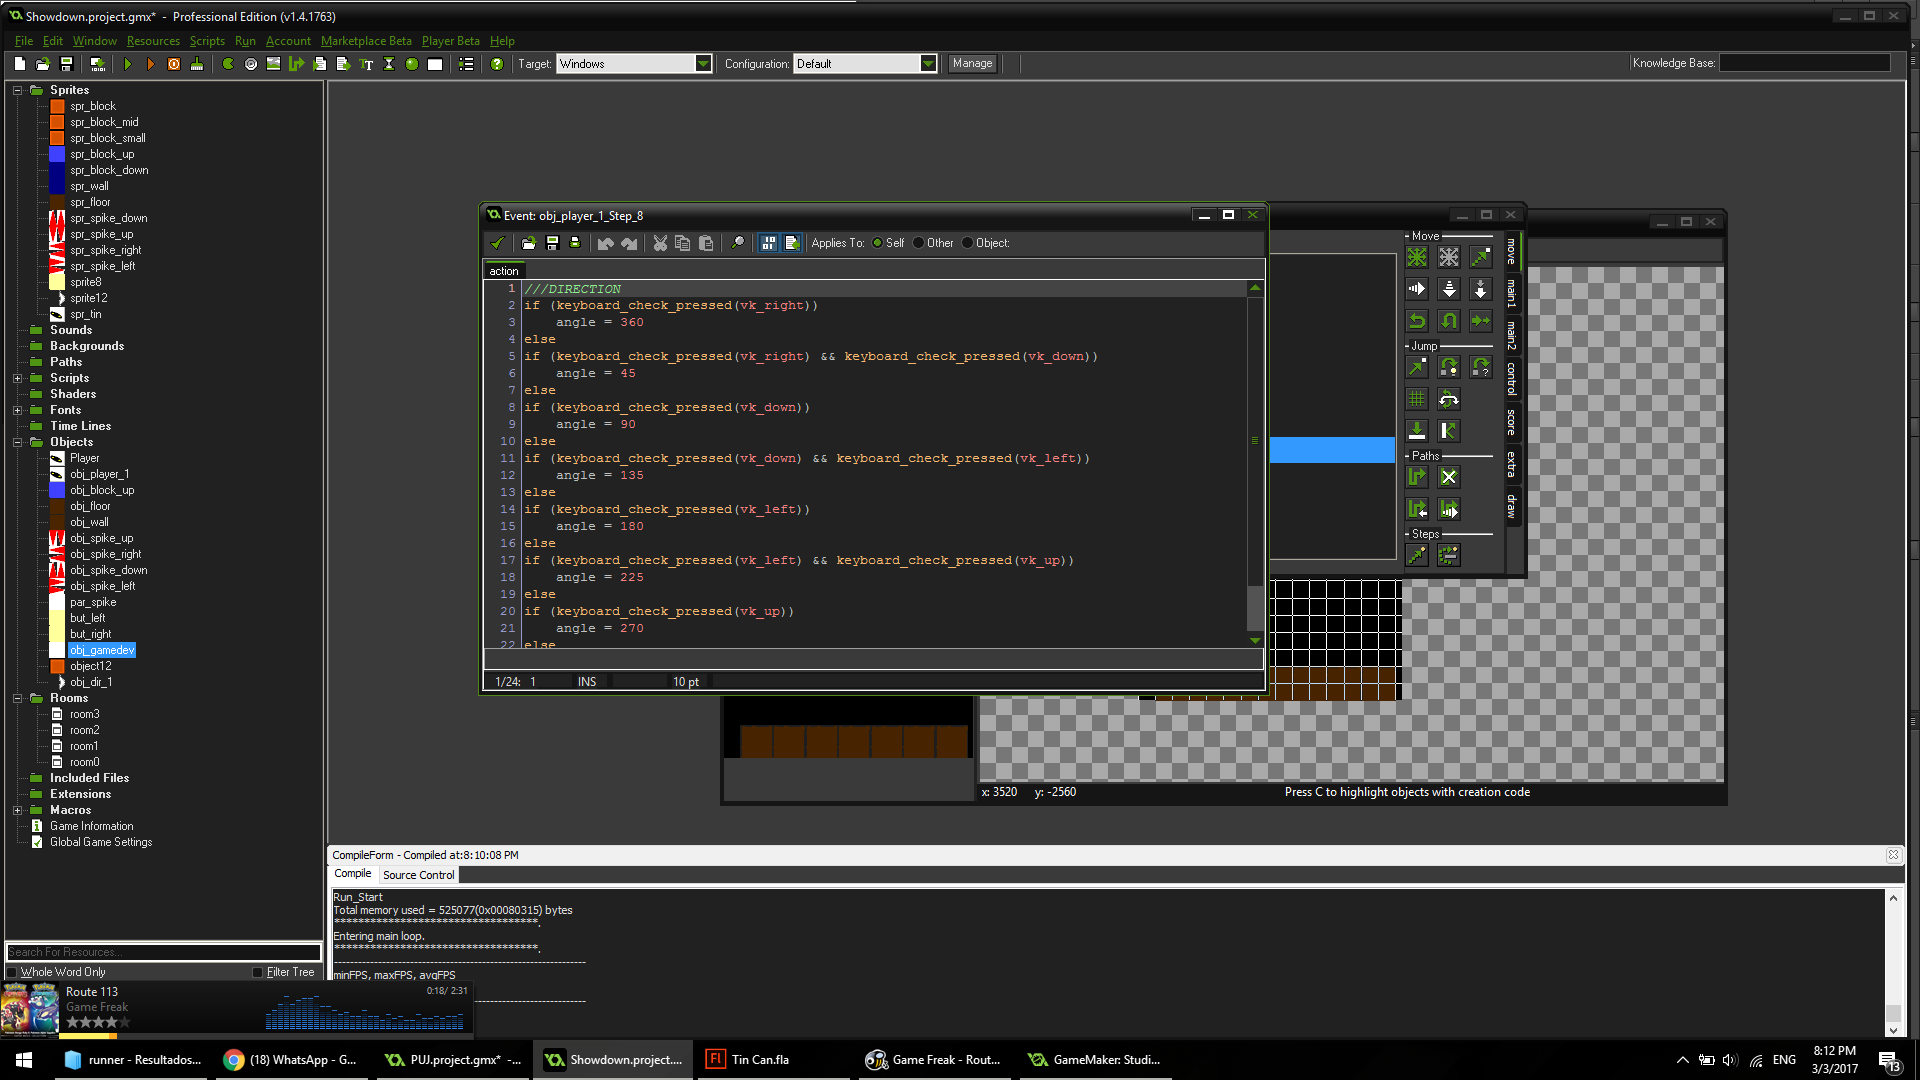 Showdown.project.gmx* - Professional Edition (v1.4.1763)
File Edit Window Resources Scripts Run Account Marketplace Beta Player Beta Help
Target: Windows Configuration: Default Manage Knowledge Base:
Sprites
spr_block
spr_block_mid
spr_block_small
spr_block_up
spr_block_down
spr_wall
spr_floor
spr_spike_down
spr_spike_up
spr_spike_right
spr_spike_left
sprite8
sprite12
spr_tin
Sounds
Backgrounds
Paths
Scripts
Shaders
Fonts
Time Lines
Objects
Player
obj_player_1
obj_block_up
obj_floor
obj_wall
obj_spike_up
obj_spike_right
obj_spike_down
obj_spike_left
par_spike
but_left
but_right
obj_gamedev
object12
obj_dir_1
Rooms
room3
room2
room1
room0
Included Files
Extensions
Macros
Game Information
Global Game Settings
Search For Resources...
Whole Word Only Filter Tree
Event: obj_player_1_Step_8
Applies To: Self Other Object:
action
1 ///DIRECTION
2 if (keyboard_check_pressed(vk_right))
3 angle = 360
4 else
5 if (keyboard_check_pressed(vk_right) && keyboard_check_pressed(vk_down))
6 angle = 45
7 else
8 if (keyboard_check_pressed(vk_down))
9 angle = 90
10 else
11 if (keyboard_check_pressed(vk_down) && keyboard_check_pressed(vk_left))
12 angle = 135
13 else
14 if (keyboard_check_pressed(vk_left))
15 angle = 180
16 else
17 if (keyboard_check_pressed(vk_left) && keyboard_check_pressed(vk_up))
18 angle = 225
19 else
20 if (keyboard_check_pressed(vk_up))
21 angle = 270
22 else
1/24: 1 INS 10 pt
Move
Jump
Paths
Steps
move
main1
main2
control
score
extra
draw
x: 3520 y: -2560 Press C to highlight objects with creation code
CompileForm - Compiled at:8:10:08 PM
Compile Source Control
Run_Start
Total memory used = 525077(0x00080315) bytes
**********************************.
Entering main loop.
**********************************.
minFPS, maxFPS, avgFPS
Route 113 0:18/ 2:31
Game Freak
runner - Resultados...
(18) WhatsApp - G...
PUJ.project.gmx* -...
Showdown.project....
Tin Can.fla
Game Freak - Rout...
GameMaker: Studi...
ENG
8:12 PM
3/3/2017
13